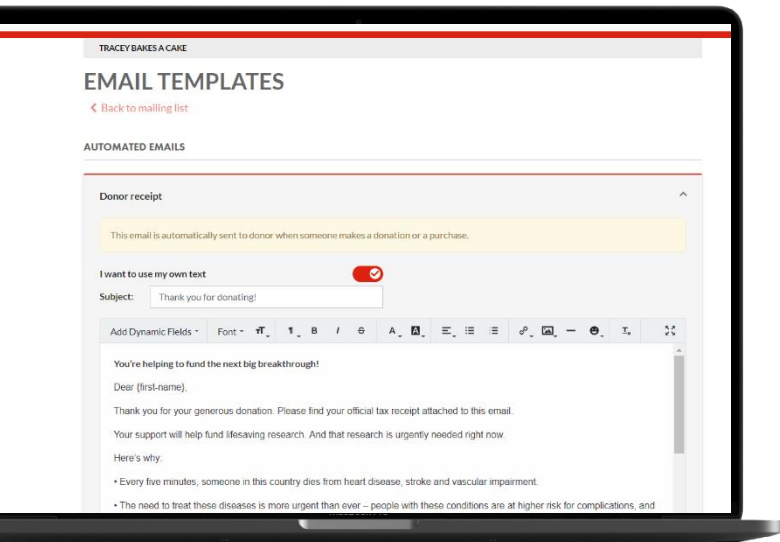 TRACEY BAKES A CAKE
EMAIL TEMPLATES
Back to mailing list
AUTOMATED EMAILS
Donor receipt
This email is automatically sent to donor when someone makes a donation or a purchase.
I want to use my own text
Subject: Thank you for donating!
Add Dynamic Fields Font
You're helping to fund the next big breakthrough!
Dear {first-name},
Thank you for your generous donation. Please find your official tax receipt attached to this email.
Your support will help fund lifesaving research. And that research is urgently needed right now.
Here's why:
• Every five minutes, someone in this country dies from heart disease, stroke and vascular impairment.
• The need to treat these diseases is more urgent than ever – people with these conditions are at higher risk for complications, and